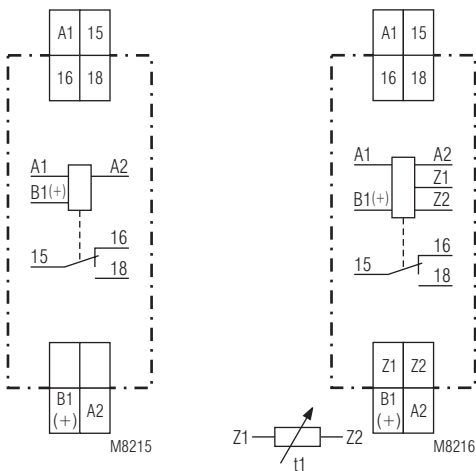 A1 15
16 18
A1 A2
B1(+)
15 16
18
B1 (+) A2
M8215
A1 15
16 18
A1 A2
Z1
B1(+) Z2
15 16
18
Z1 Z2
B1 (+) A2
M8216
Z1 Z2
t1